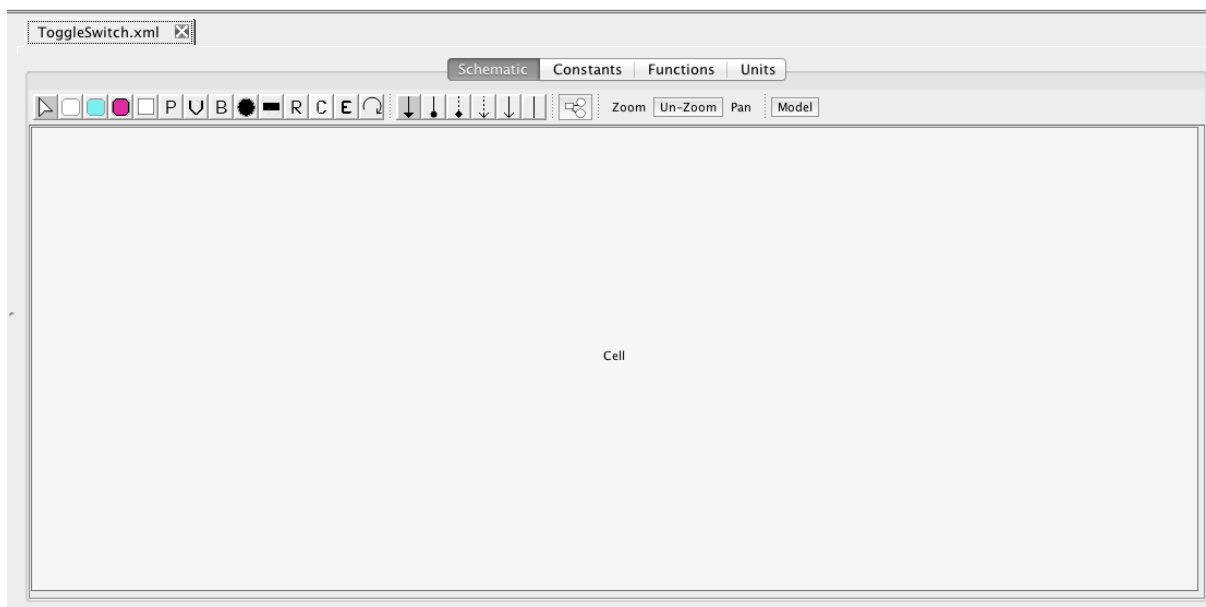 ToggleSwitch.xml
Schematic Constants Functions Units
P V B R C E Zoom Un-Zoom Pan Model
Cell